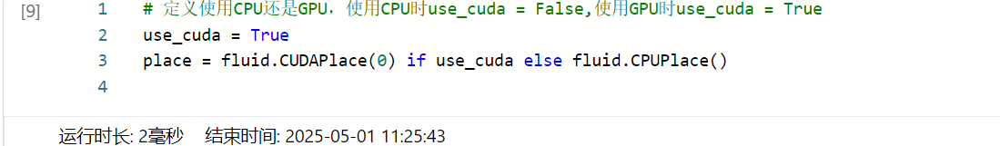 [9]
1 # 定义使用CPU还是GPU，使用CPU时use_cuda = False,使用GPU时use_cuda = True
2 use_cuda = True
3 place = fluid.CUDAPlace(0) if use_cuda else fluid.CPUPlace()
4
运行时长: 2毫秒 结束时间: 2025-05-01 11:25:43